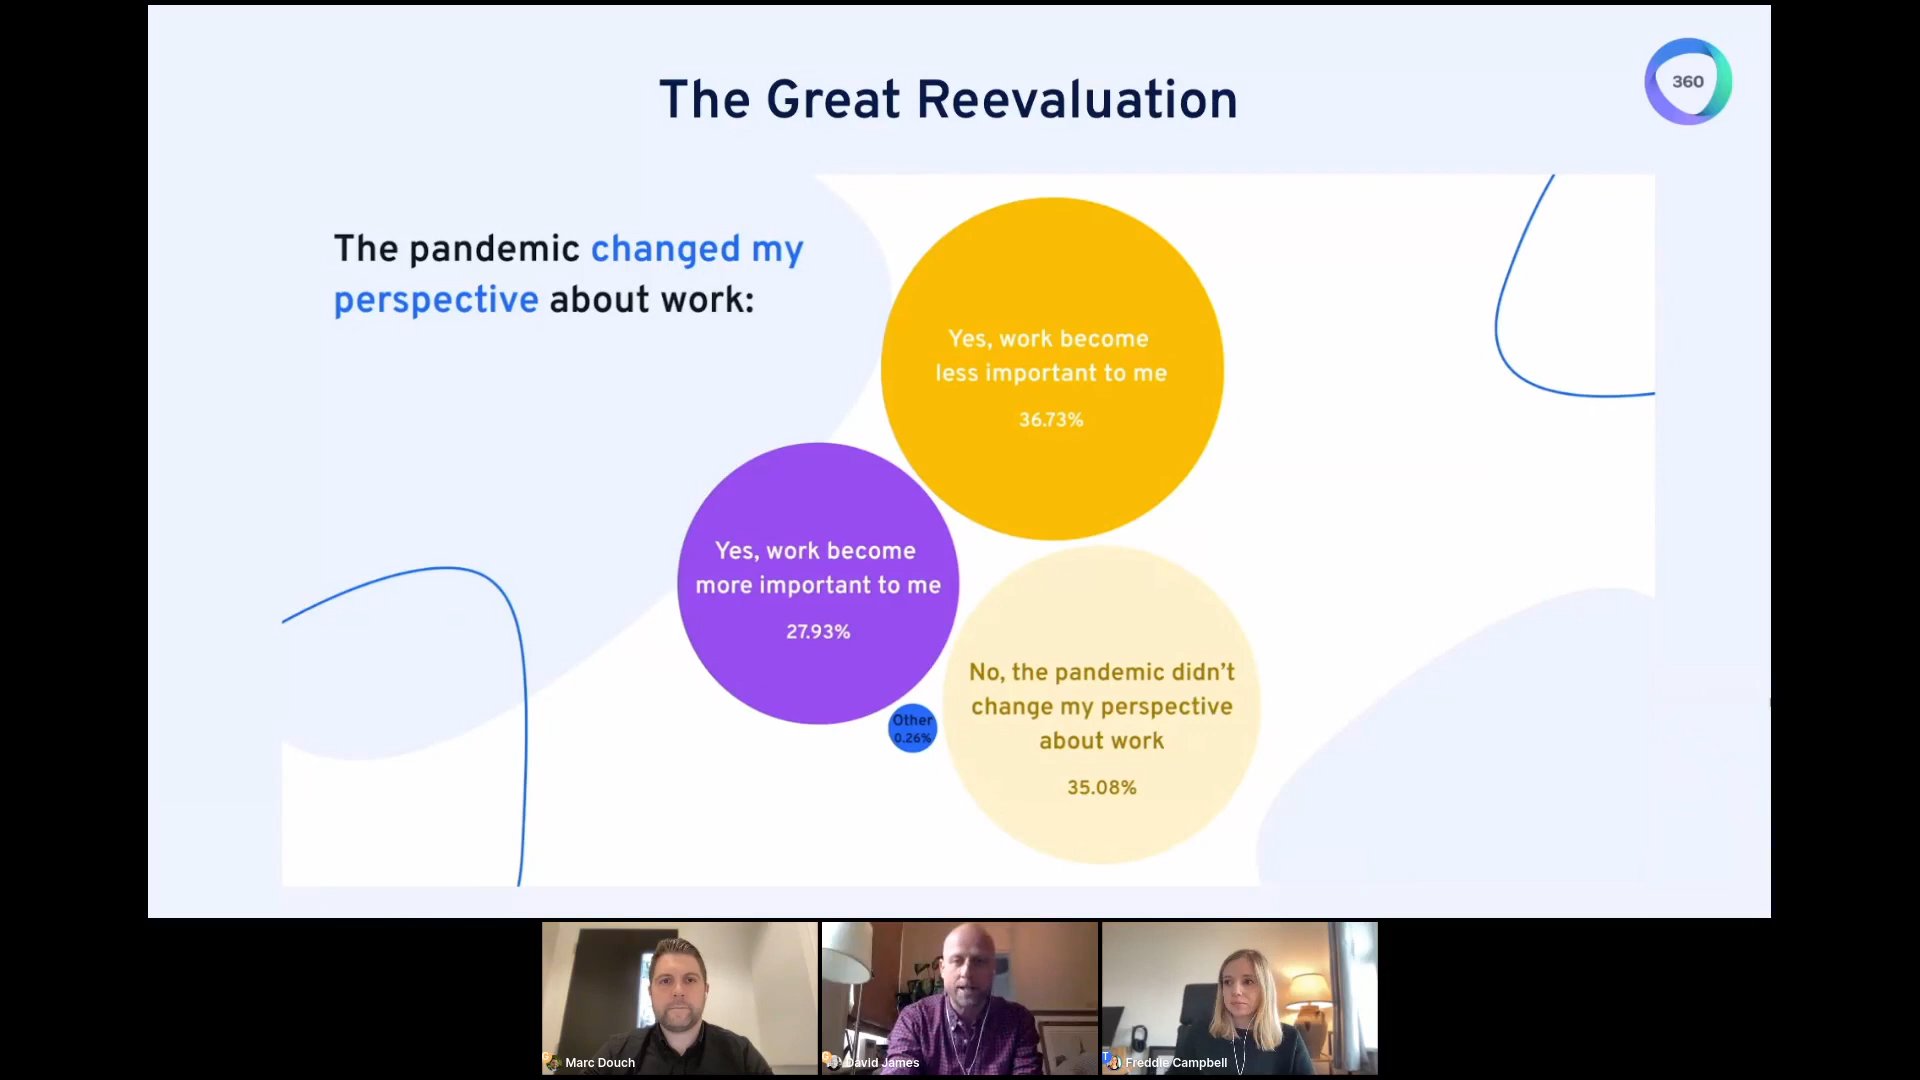 The Great Reevaluation
360
The pandemic changed my
perspective about work:
Yes, work become
less important to me
36.73%
Yes, work become
more important to me
27.93%
No, the pandemic didn’t
change my perspective
about work
35.08%
Other
0.26%
Marc Douch
David James
Freddie Campbell